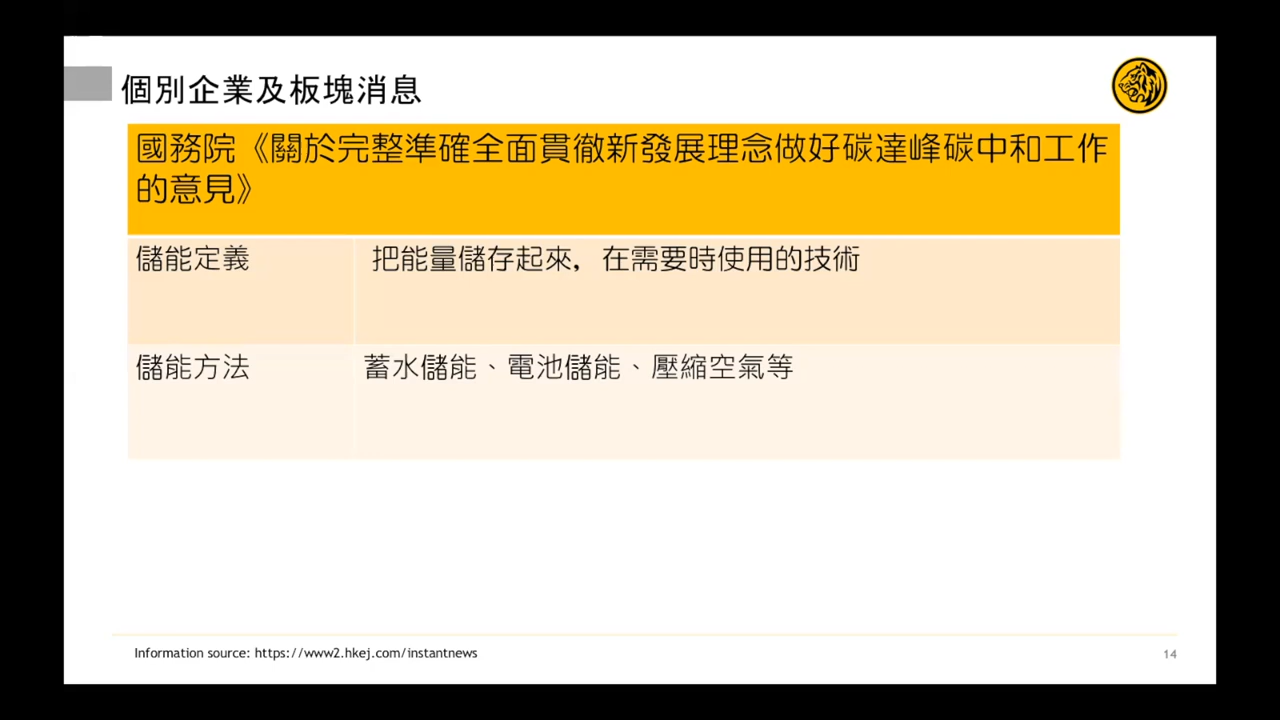 個別企業及板塊消息
國務院《關於完整準確全面貫徹新發展理念做好碳達峰碳中和工作
的意見》
儲能定義 把能量儲存起來，在需要時使用的技術
儲能方法 蓄水儲能、電池儲能、壓縮空氣等
Information source: https://www2.hkej.com/instantnews
14